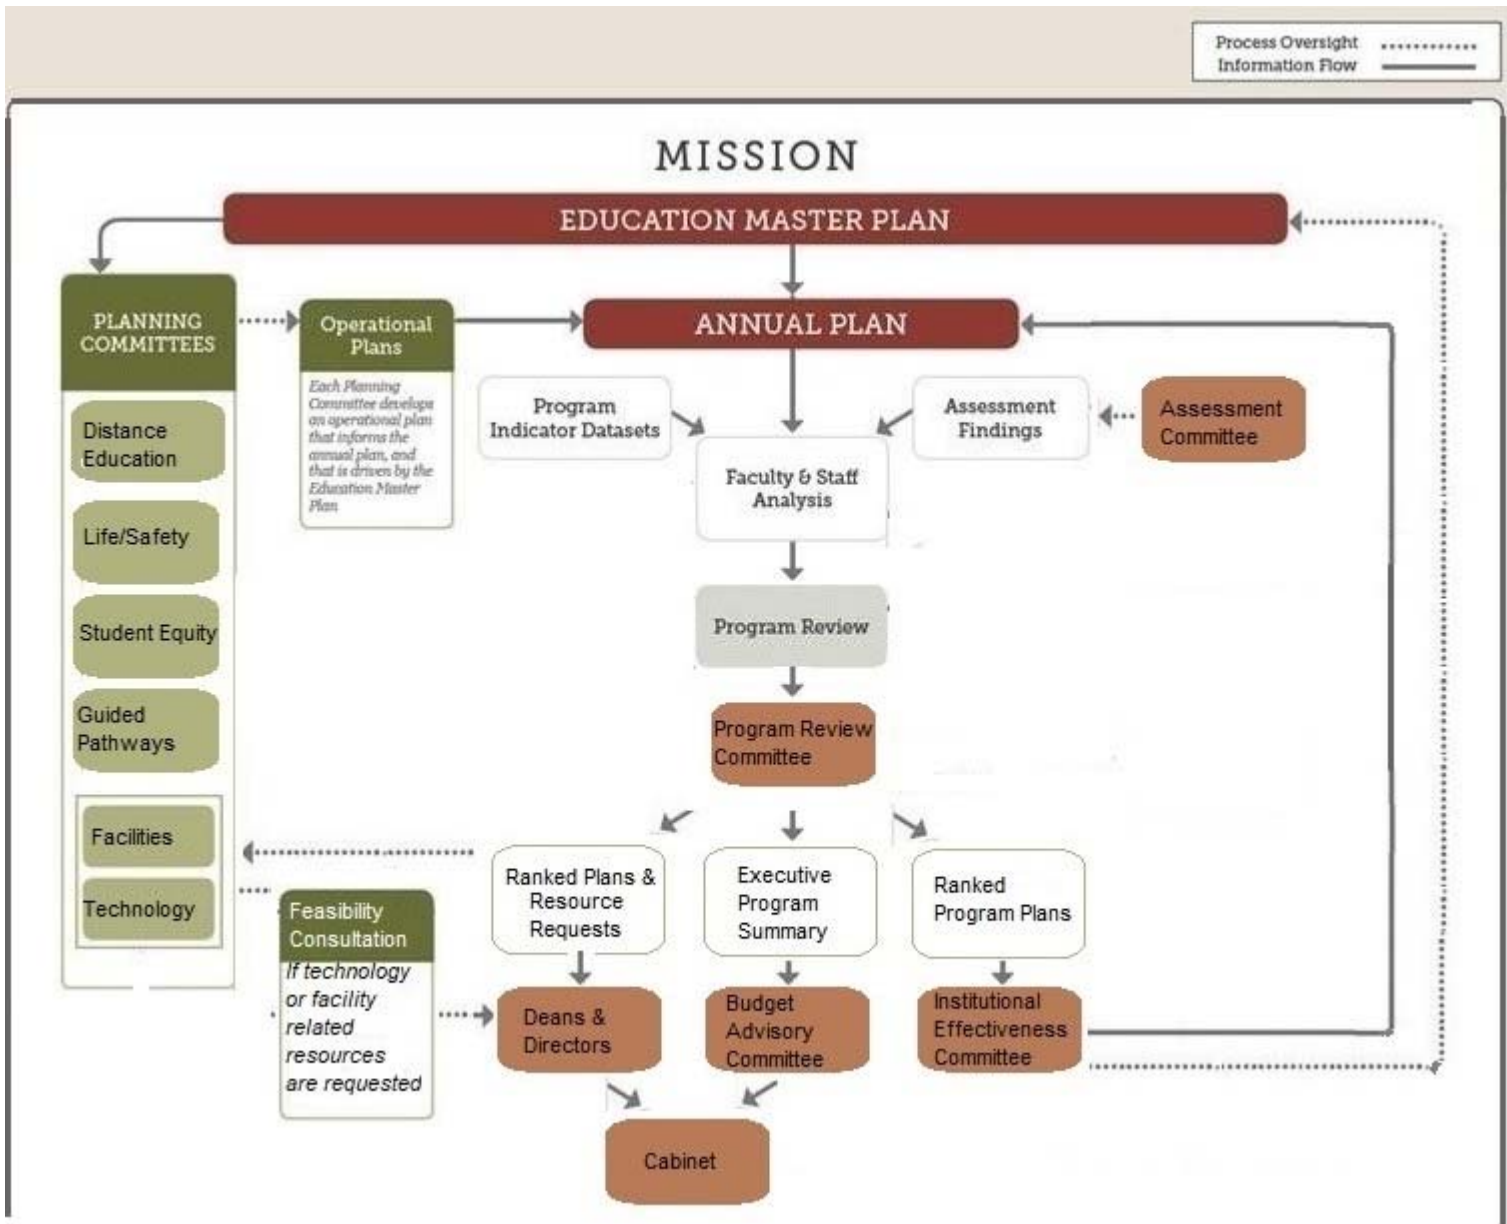 Process Oversight
Information Flow
MISSION
EDUCATION MASTER PLAN
PLANNING
COMMITTEES
Operational
Plans
ANNUAL PLAN
Each Planning
Committee develops
an operational plan
that informs the
annual plan, and
that is driven by the
Education Master
Plan
Program
Indicator Datasets
Assessment
Findings
Assessment
Committee
Distance
Education
Faculty & Staff
Analysis
Life/Safety
Student Equity
Program Review
Guided
Pathways
Program Review
Committee
Facilities
Technology
Feasibility
Consultation
If technology
or facility
related
resources
are requested
Ranked Plans &
Resource
Requests
Executive
Program
Summary
Ranked
Program Plans
Deans &
Directors
Budget
Advisory
Committee
Institutional
Effectiveness
Committee
Cabinet